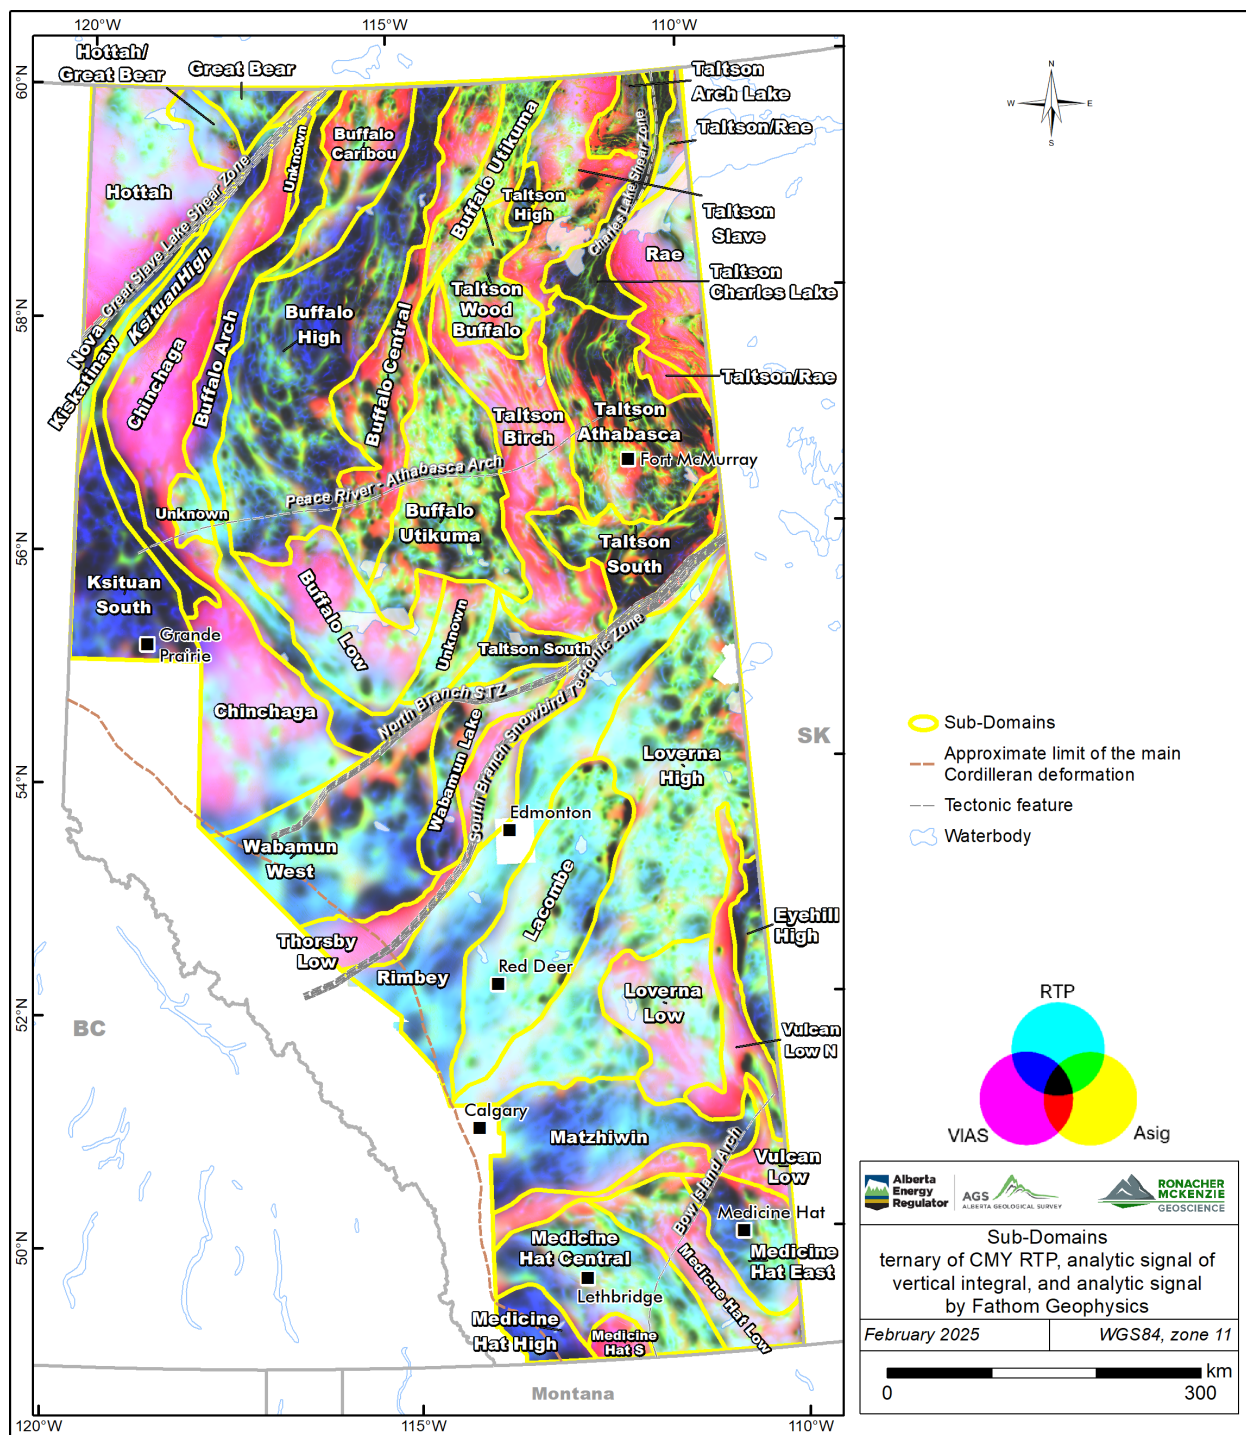 120°W
115°W
110°W
60°N
58°N
56°N
54°N
52°N
50°N
120°W
115°W
110°W
Hottah/
Great Bear
Great Bear
Taltson
Arch Lake
Taltson/Rae
Buffalo
Caribou
Unknown
Buffalo Utikuma
Charles Lake Shear Zone
Hottah
Great Slave Lake Shear Zone
Taltson
High
Taltson
Slave
Rae
Taltson
Charles Lake
Nova
Kiskatinaw
KsituanHigh
Chinchaga
Buffalo Arch
Buffalo
High
Buffalo Central
Taltson
Wood
Buffalo
Taltson/Rae
Taltson
Birch
Taltson
Athabasca
Fort McMurray
Peace River - Athabasca Arch
Unknown
Buffalo
Utikuma
Taltson
South
Ksituan
South
Grande
Prairie
Buffalo Low
Unknown
Taltson South
Chinchaga
North Branch STZ
South Branch Snowbird Tectonic Zone
Wabamun Lake
Loverna
High
SK
Edmonton
Wabamun
West
Lacombe
Eyehill
High
Thorsby
Low
Rimbey
Red Deer
Loverna
Low
BC
Vulcan
Low N
Calgary
Matzhiwin
Bow Island Arch
Vulcan
Low
Medicine Hat
Medicine
Hat Central
Medicine
Hat East
Lethbridge
Medicne Hat Low
Medicine
Hat High
Medicine
Hat S
Montana
N
W
E
S
Sub-Domains
Approximate limit of the main
Cordilleran deformation
Tectonic feature
Waterbody
RTP
VIAS
Asig
Alberta
Energy
Regulator
AGS
ALBERTA GEOLOGICAL SURVEY
RONACHER
MCKENZIE
GEOSCIENCE
Sub-Domains
ternary of CMY RTP, analytic signal of
vertical integral, and analytic signal
by Fathom Geophysics
February 2025
WGS84, zone 11
km
0
300